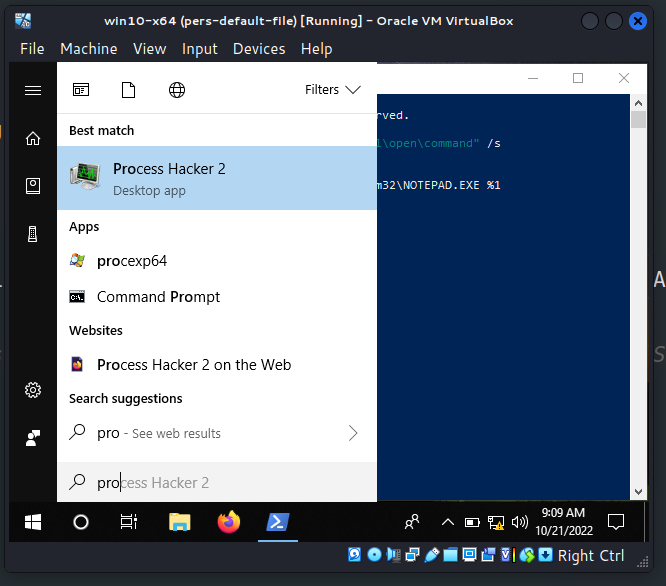 win10-x64 (pers-default-file) [Running] - Oracle VM VirtualBox
File Machine View Input Devices Help
Filters
Best match
Process Hacker 2
Desktop app
Apps
procexp64
Command Prompt
Websites
Process Hacker 2 on the Web
Search suggestions
pro - See web results
process Hacker 2
rved.
l\open\command" /s
m32\NOTEPAD.EXE %1
9:09 AM
10/21/2022
Right Ctrl
A